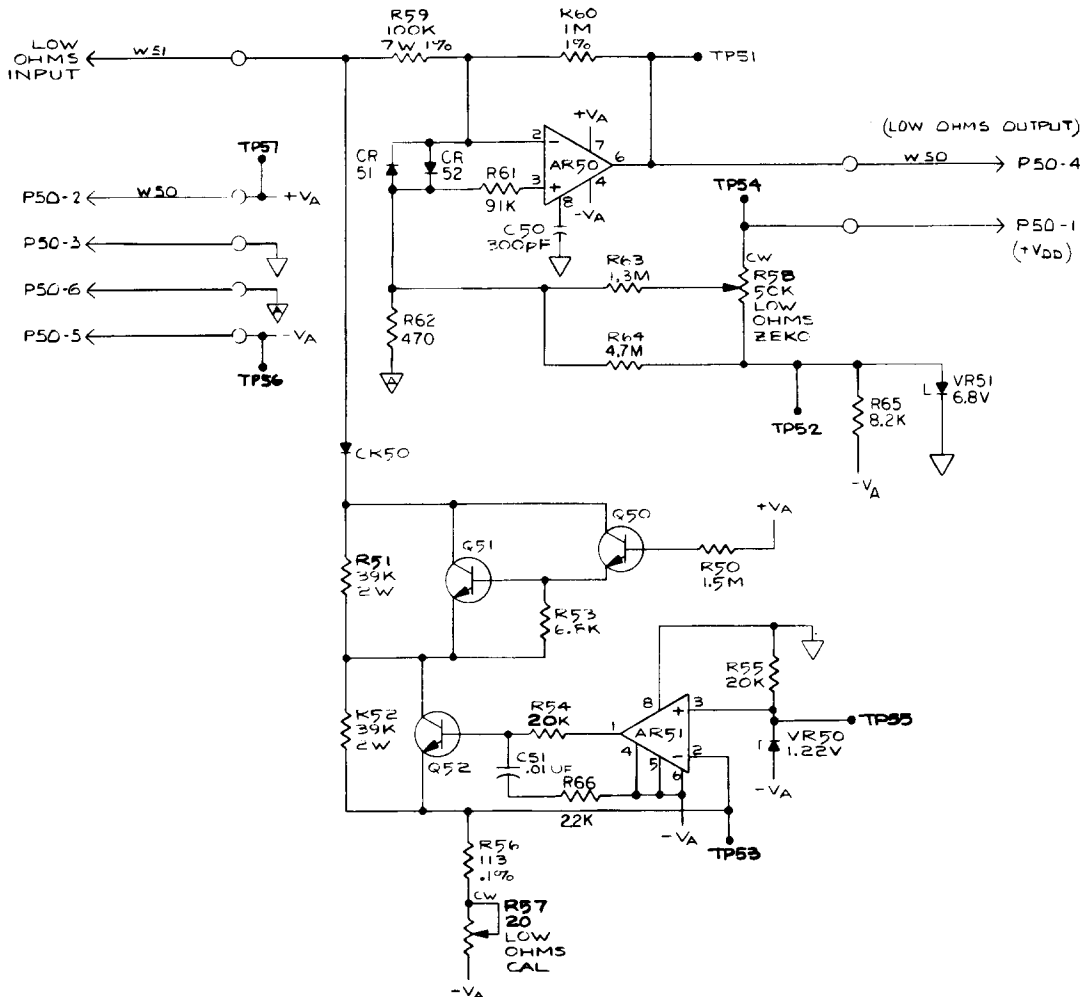 R59
100K
7W 1%
R60
1M
1%
LOW
OHMS
INPUT
W51
TP51
(LOW OHMS OUTPUT)
W50
P50-4
TP57
P50-2
W50
+VA
P50-3
P50-6
A
P50-5
-VA
TP56
CR
51
CR
52
R61
91K
2
-
3
+
AR50
+VA
7
6
4
-VA
8
C50
300pF
TP54
P50-1
(+VDD)
CW
R58
50K
LOW
OHMS
ZERO
R63
1.3M
R62
470
A
R64
4.7M
TP52
R65
8.2K
-VA
VR51
6.8V
CR50
Q50
Q51
+VA
R50
1.5M
R51
39K
2W
R53
R52
39K
2W
Q52
R54
20K
C51
.01UF
R66
22K
8
1
AR51
+
3
-
2
4
5
6
-VA
R55
20K
TP55
VR50
1.22V
-VA
TP53
R56
113
.1%
CW
R57
20
LOW
OHMS
CAL
-VA